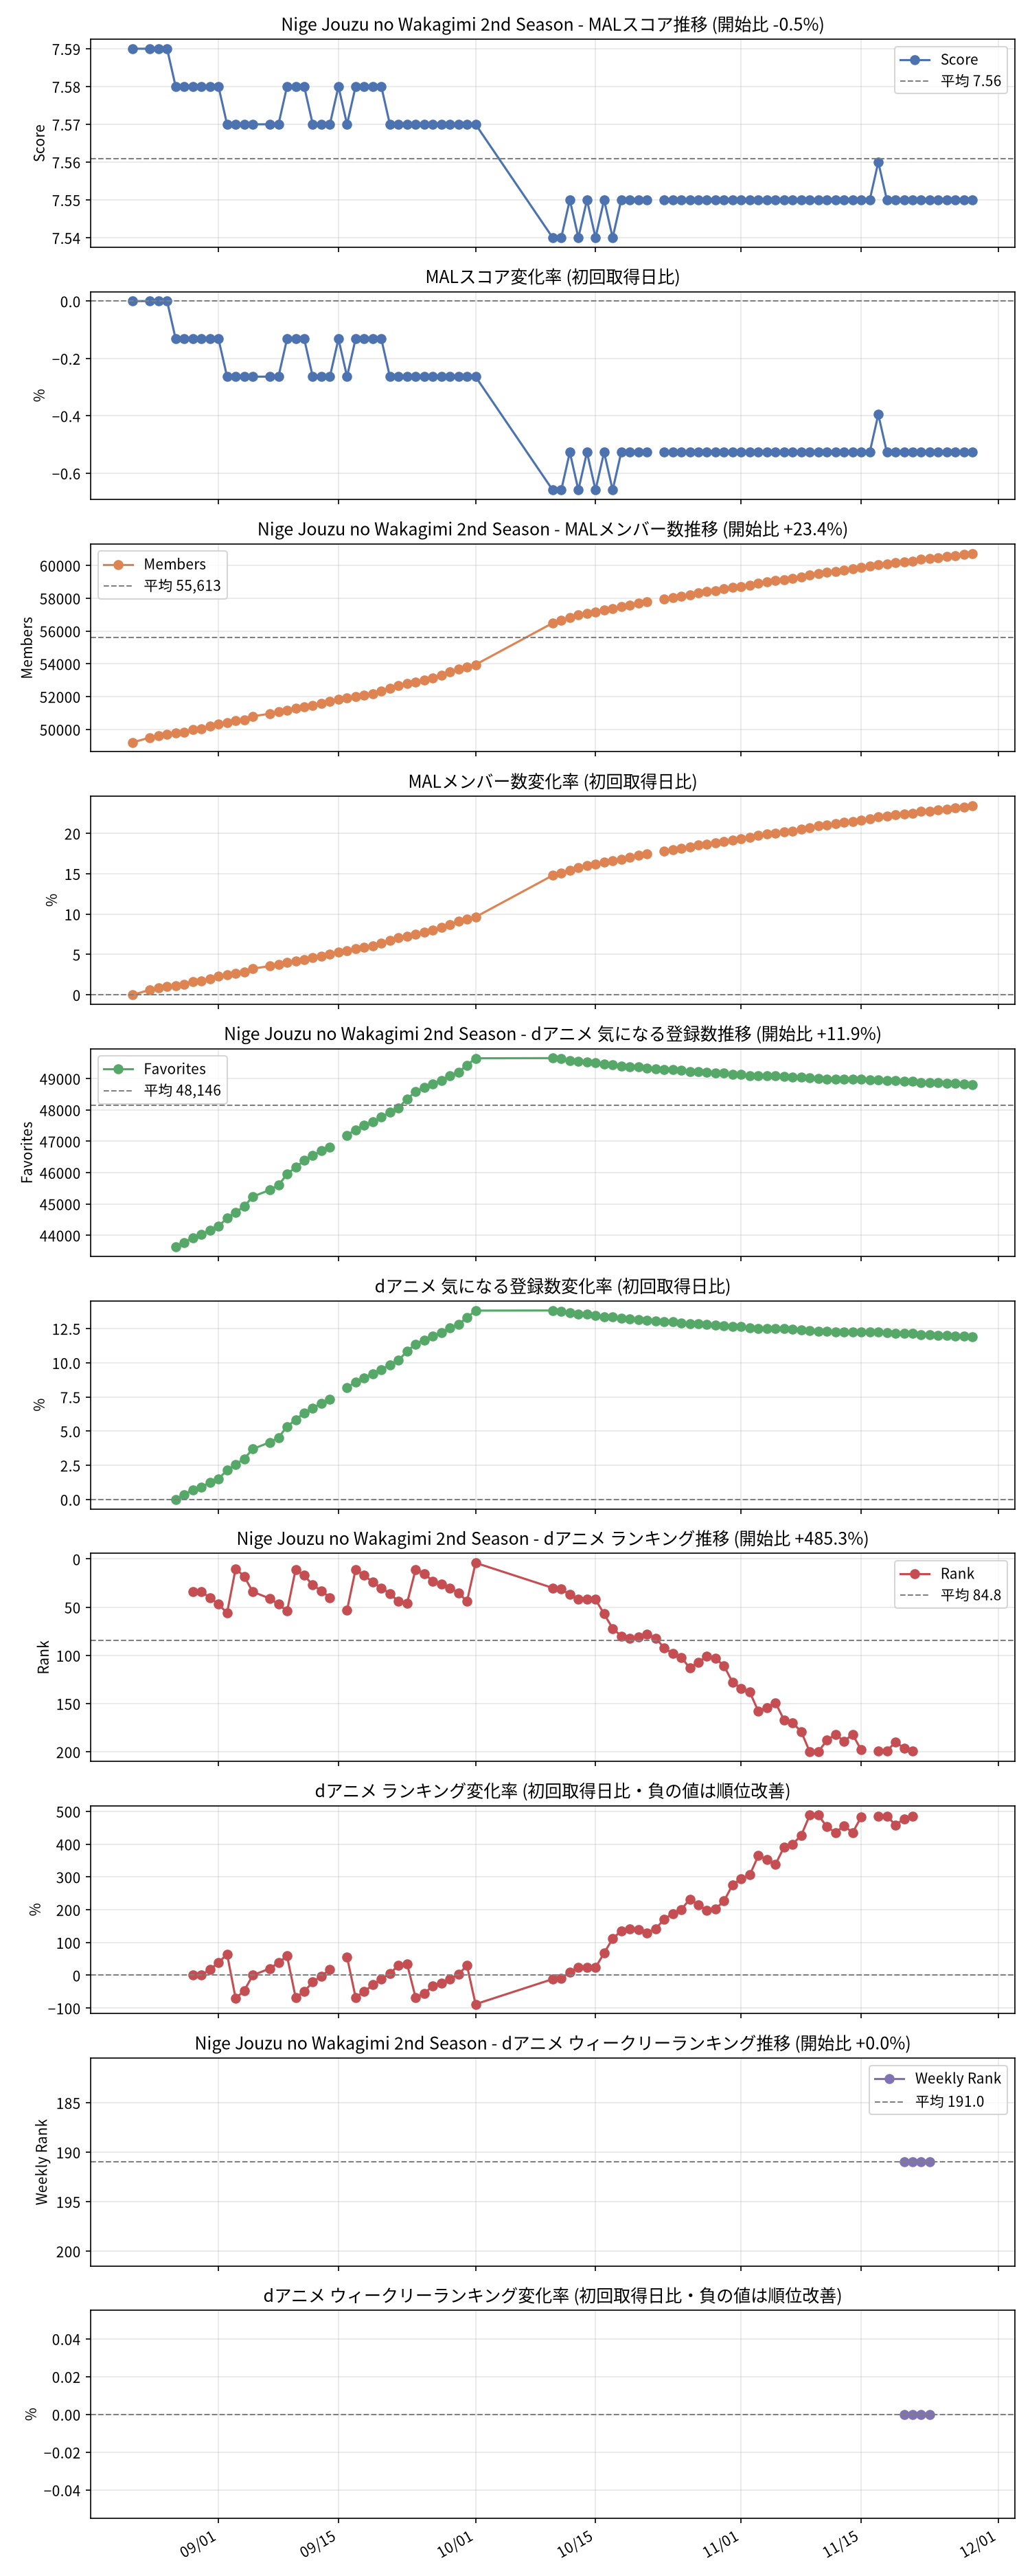 Nige Jouzu no Wakagimi 2nd Season - MALスコア推移 (開始比 -0.5%)
7.59
7.58
7.57
7.56
7.55
7.54
Score
Score
平均 7.56
MALスコア変化率 (初回取得日比)
0.0
−0.2
−0.4
−0.6
%
Nige Jouzu no Wakagimi 2nd Season - MALメンバー数推移 (開始比 +23.4%)
60000
58000
56000
54000
52000
50000
Members
Members
平均 55,613
MALメンバー数変化率 (初回取得日比)
20
15
10
5
0
%
Nige Jouzu no Wakagimi 2nd Season - dアニメ 気になる登録数推移 (開始比 +11.9%)
49000
48000
47000
46000
45000
44000
Favorites
Favorites
平均 48,146
dアニメ 気になる登録数変化率 (初回取得日比)
12.5
10.0
7.5
5.0
2.5
0.0
%
Nige Jouzu no Wakagimi 2nd Season - dアニメ ランキング推移 (開始比 +485.3%)
0
50
100
150
200
Rank
Rank
平均 84.8
dアニメ ランキング変化率 (初回取得日比・負の値は順位改善)
500
400
300
200
100
0
−100
%
Nige Jouzu no Wakagimi 2nd Season - dアニメ ウィークリーランキング推移 (開始比 +0.0%)
185
190
195
200
Weekly Rank
Weekly Rank
平均 191.0
dアニメ ウィークリーランキング変化率 (初回取得日比・負の値は順位改善)
0.04
0.02
0.00
−0.02
−0.04
%
09/01
09/15
10/01
10/15
11/01
11/15
12/01